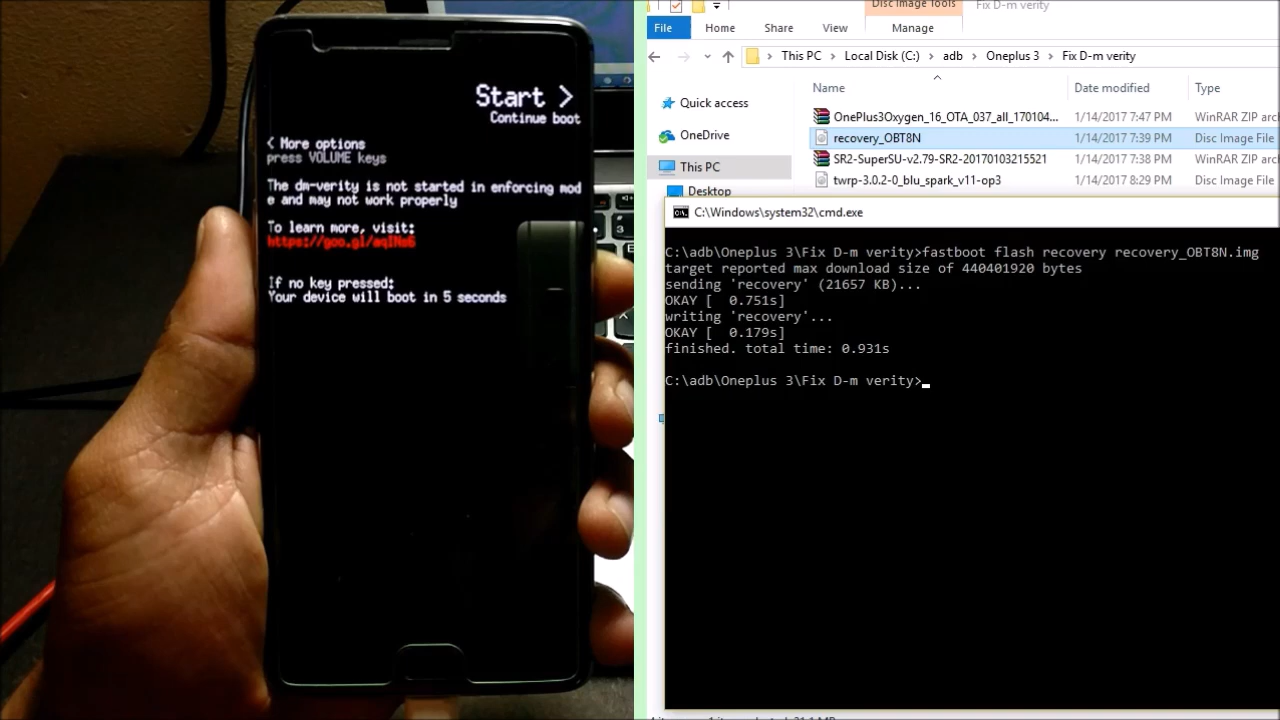 Start >
Continue boot
< More options
press VOLUME keys
The dm-verity is not started in enforcing mod
e and may not work properly
To learn more, visit:
If no key pressed:
Your device will boot in 5 seconds
Disc Image Tools
Fix D-m verity
File
Home
Share
View
Manage
This PC > Local Disk (C:) > adb > Oneplus 3 > Fix D-m verity
Name
Date modified
Type
Quick access
OneDrive
This PC
Desktop
OnePlus3Oxygen_16_OTA_037_all_170104...
1/14/2017 7:47 PM
WinRAR ZIP arc
recovery_OBT8N
1/14/2017 7:39 PM
Disc Image File
SR2-SuperSU-v2.79-SR2-20170103215521
1/14/2017 7:38 PM
WinRAR ZIP arc
twrp-3.0.2-0_blu_spark_v11-op3
1/10/2017 8:29 PM
Disc Image File
C:\Windows\system32\cmd.exe
C:\adb\Oneplus 3\Fix D-m verity>fastboot flash recovery recovery_OBT8N.img
target reported max download size of 440401920 bytes
sending 'recovery' (21657 KB)...
OKAY [  0.751s]
writing 'recovery'...
OKAY [  0.179s]
finished. total time: 0.931s
C:\adb\Oneplus 3\Fix D-m verity>